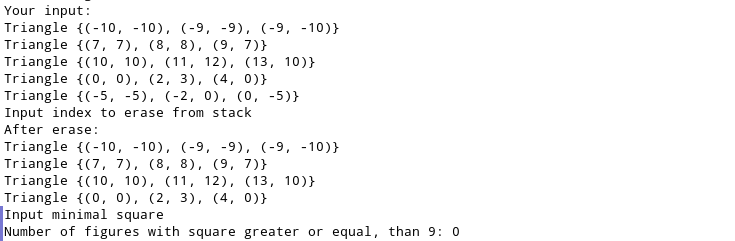 Your input:
Triangle {(-10, -10), (-9, -9), (-9, -10)}
Triangle {(7, 7), (8, 8), (9, 7)}
Triangle {(10, 10), (11, 12), (13, 10)}
Triangle {(0, 0), (2, 3), (4, 0)}
Triangle {(-5, -5), (-2, 0), (0, -5)}
Input index to erase from stack
After erase:
Triangle {(-10, -10), (-9, -9), (-9, -10)}
Triangle {(7, 7), (8, 8), (9, 7)}
Triangle {(10, 10), (11, 12), (13, 10)}
Triangle {(0, 0), (2, 3), (4, 0)}
Input minimal square
Number of figures with square greater or equal, than 9: 0